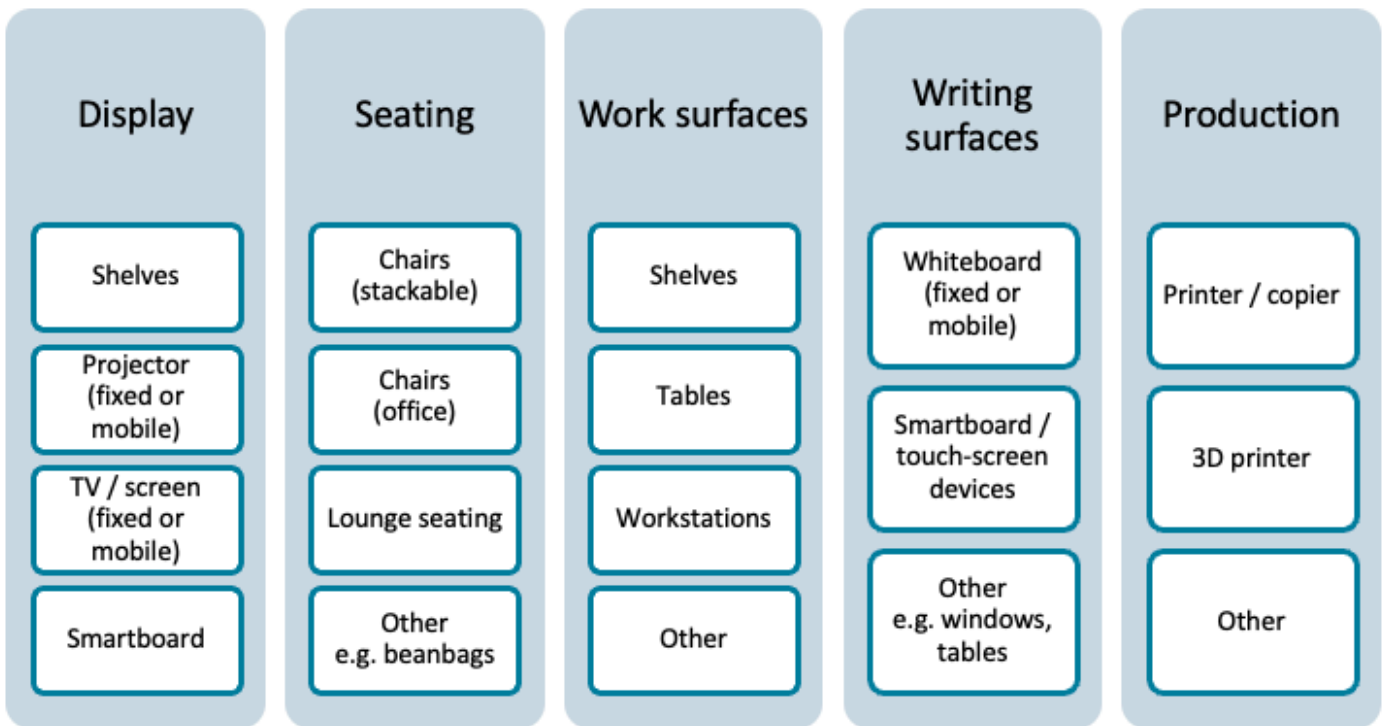 Display
Shelves
Projector
(fixed or
mobile)
TV / screen
(fixed or
mobile)
Smartboard
Seating
Chairs
(stackable)
Chairs
(office)
Lounge seating
Other
e.g. beanbags
Work surfaces
Shelves
Tables
Workstations
Other
Writing
surfaces
Whiteboard
(fixed or
mobile)
Smartboard /
touch-screen
devices
Other
e.g. windows,
tables
Production
Printer / copier
3D printer
Other